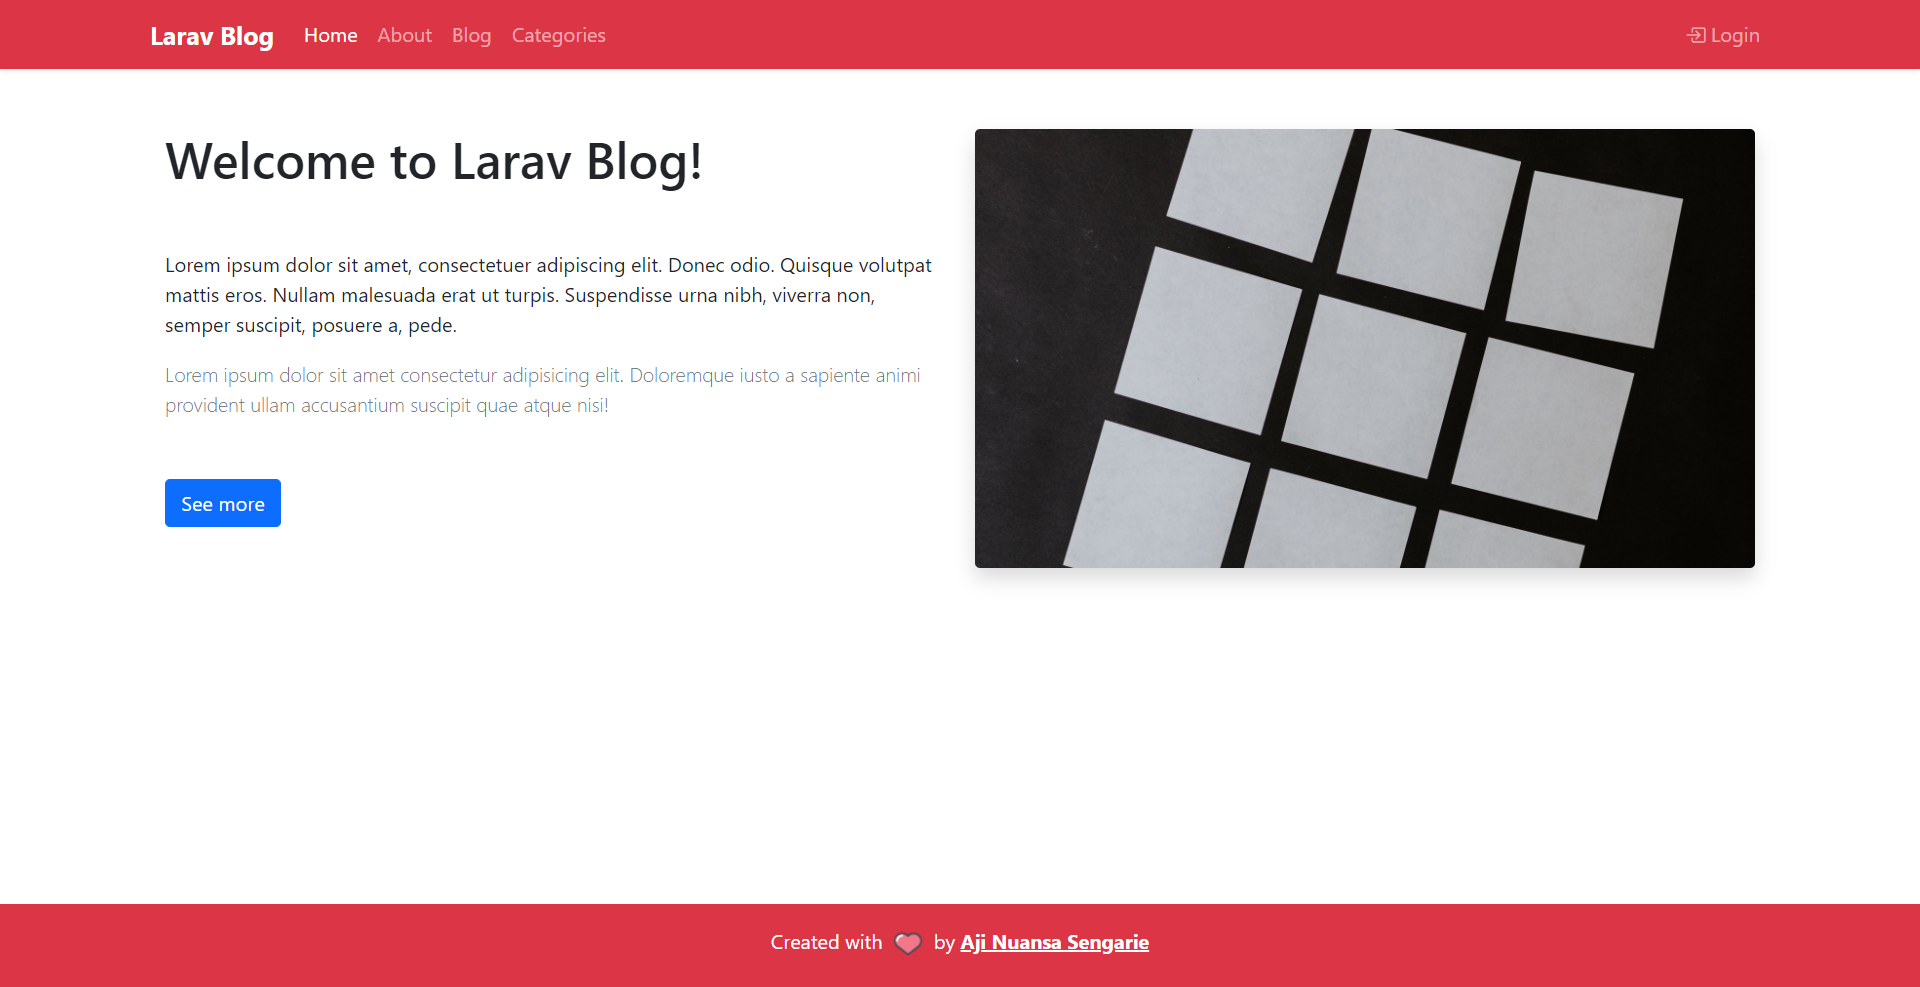 Larav Blog Home About Blog Categories Login
Welcome to Larav Blog!
Lorem ipsum dolor sit amet, consectetuer adipiscing elit. Donec odio. Quisque volutpat
mattis eros. Nullam malesuada erat ut turpis. Suspendisse urna nibh, viverra non,
semper suscipit, posuere a, pede.
Lorem ipsum dolor sit amet consectetur adipisicing elit. Doloremque iusto a sapiente animi
provident ullam accusantium suscipit quae atque nisi!
See more
Created with by Aji Nuansa Sengarie